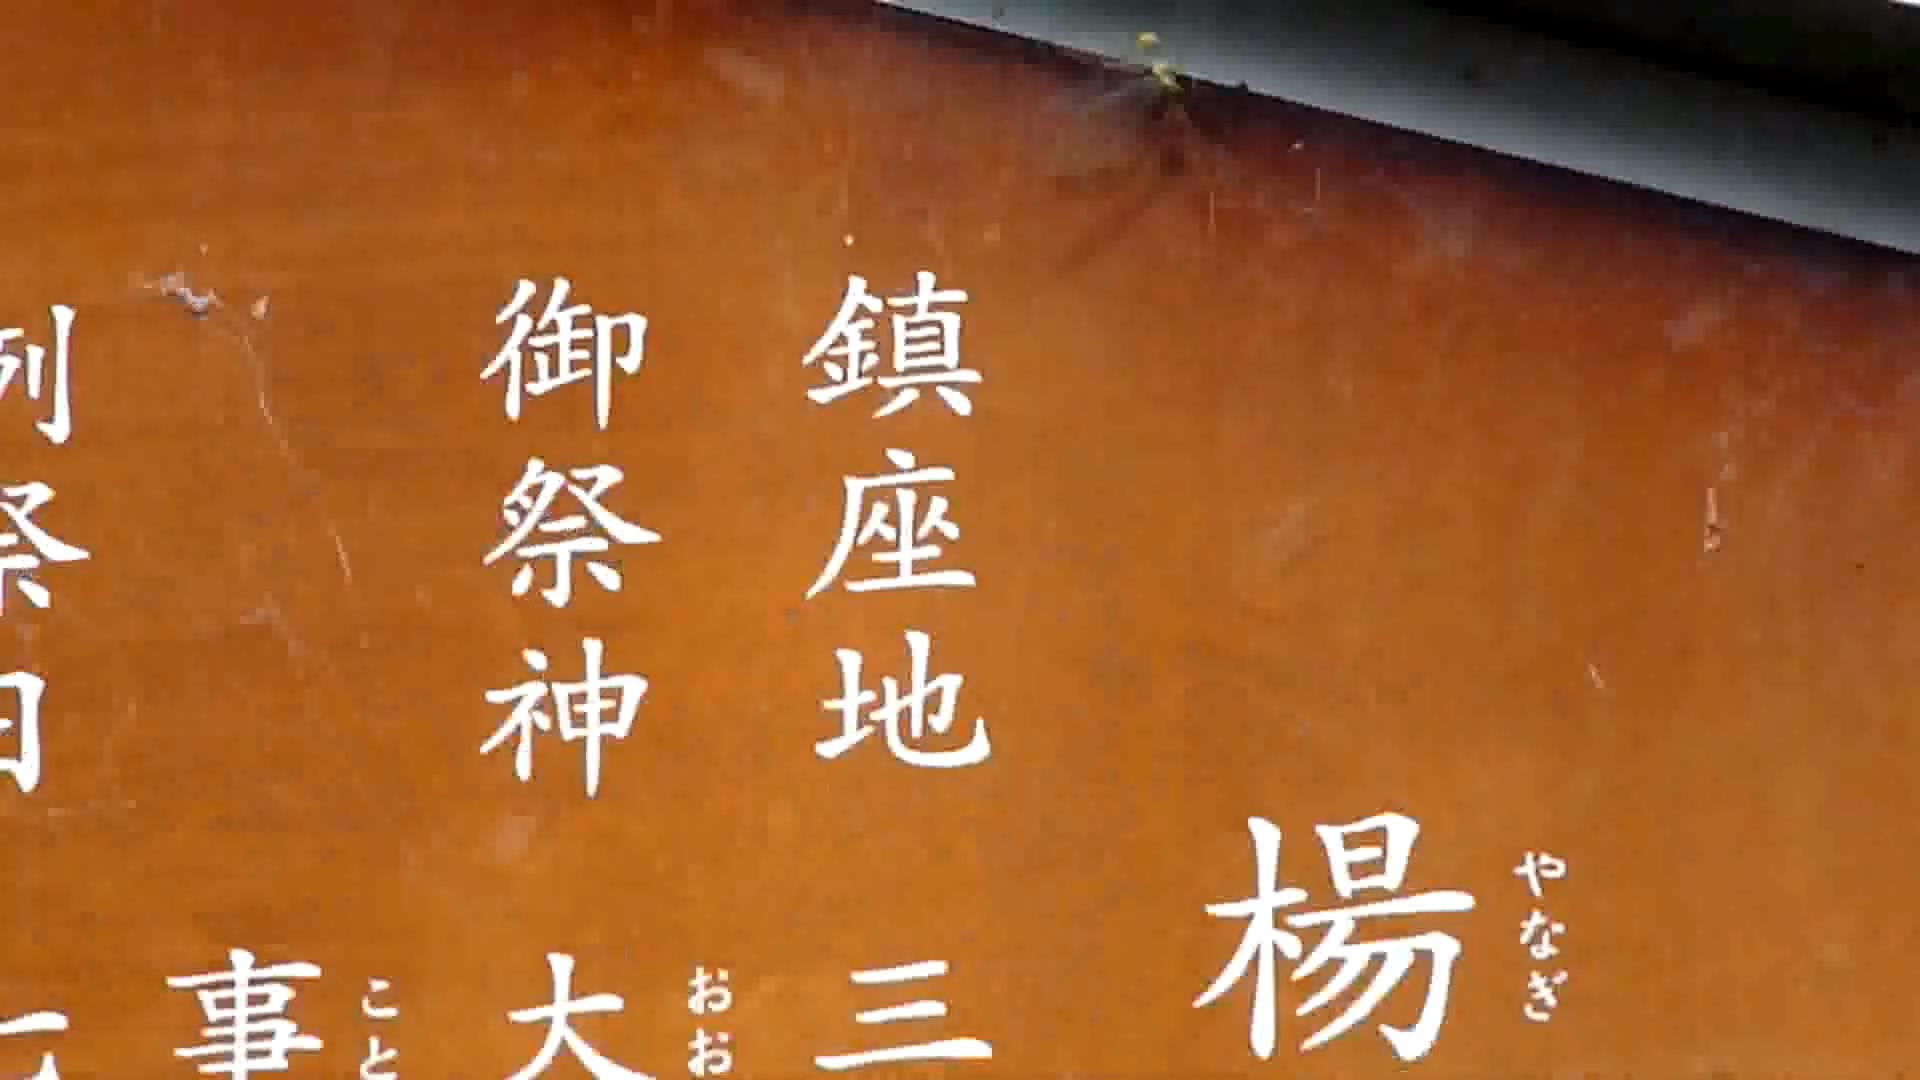 やなぎ
楊
鎮座地 三
おお
御祭神 大
こと
事
例祭日